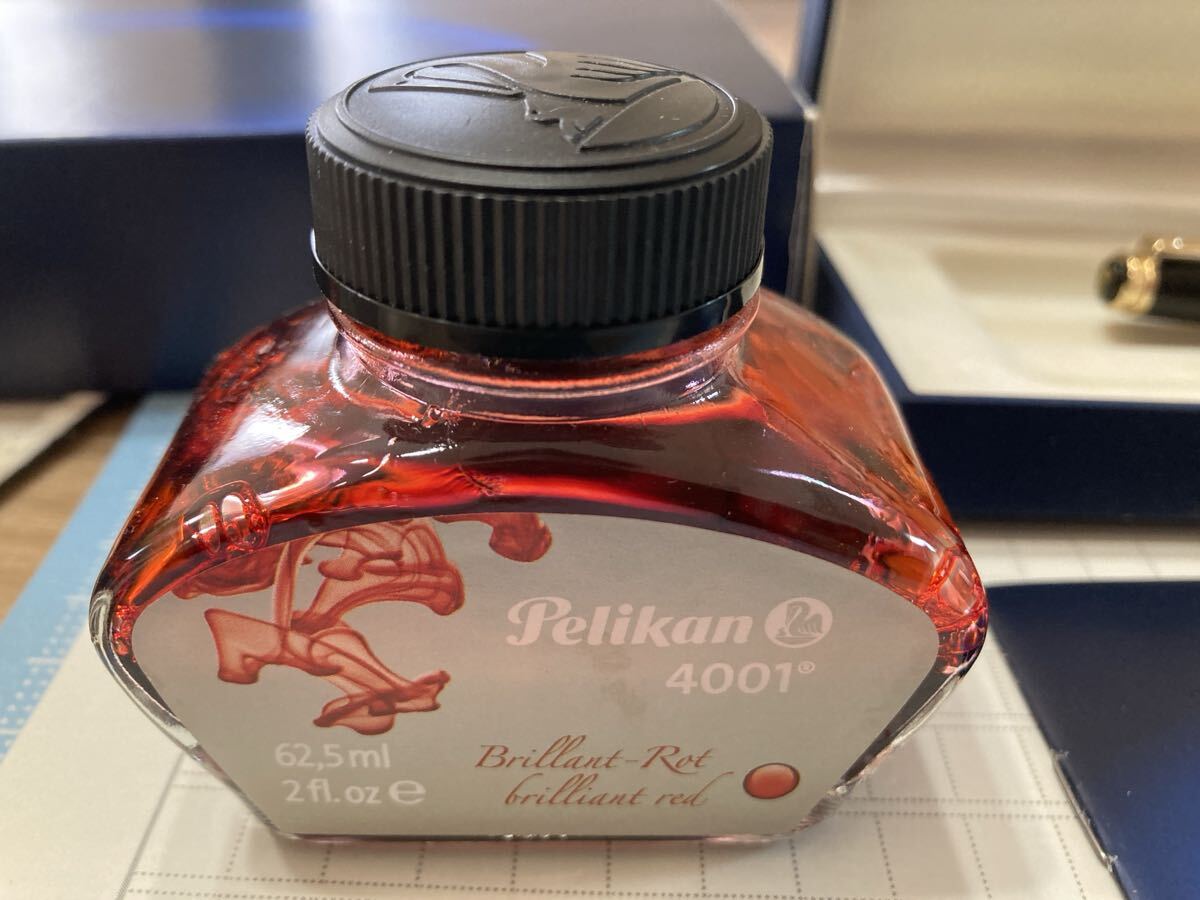 Pelikan
4001®
62,5 ml
2 fl. oz ℮
Brillant-Rot
brilliant red